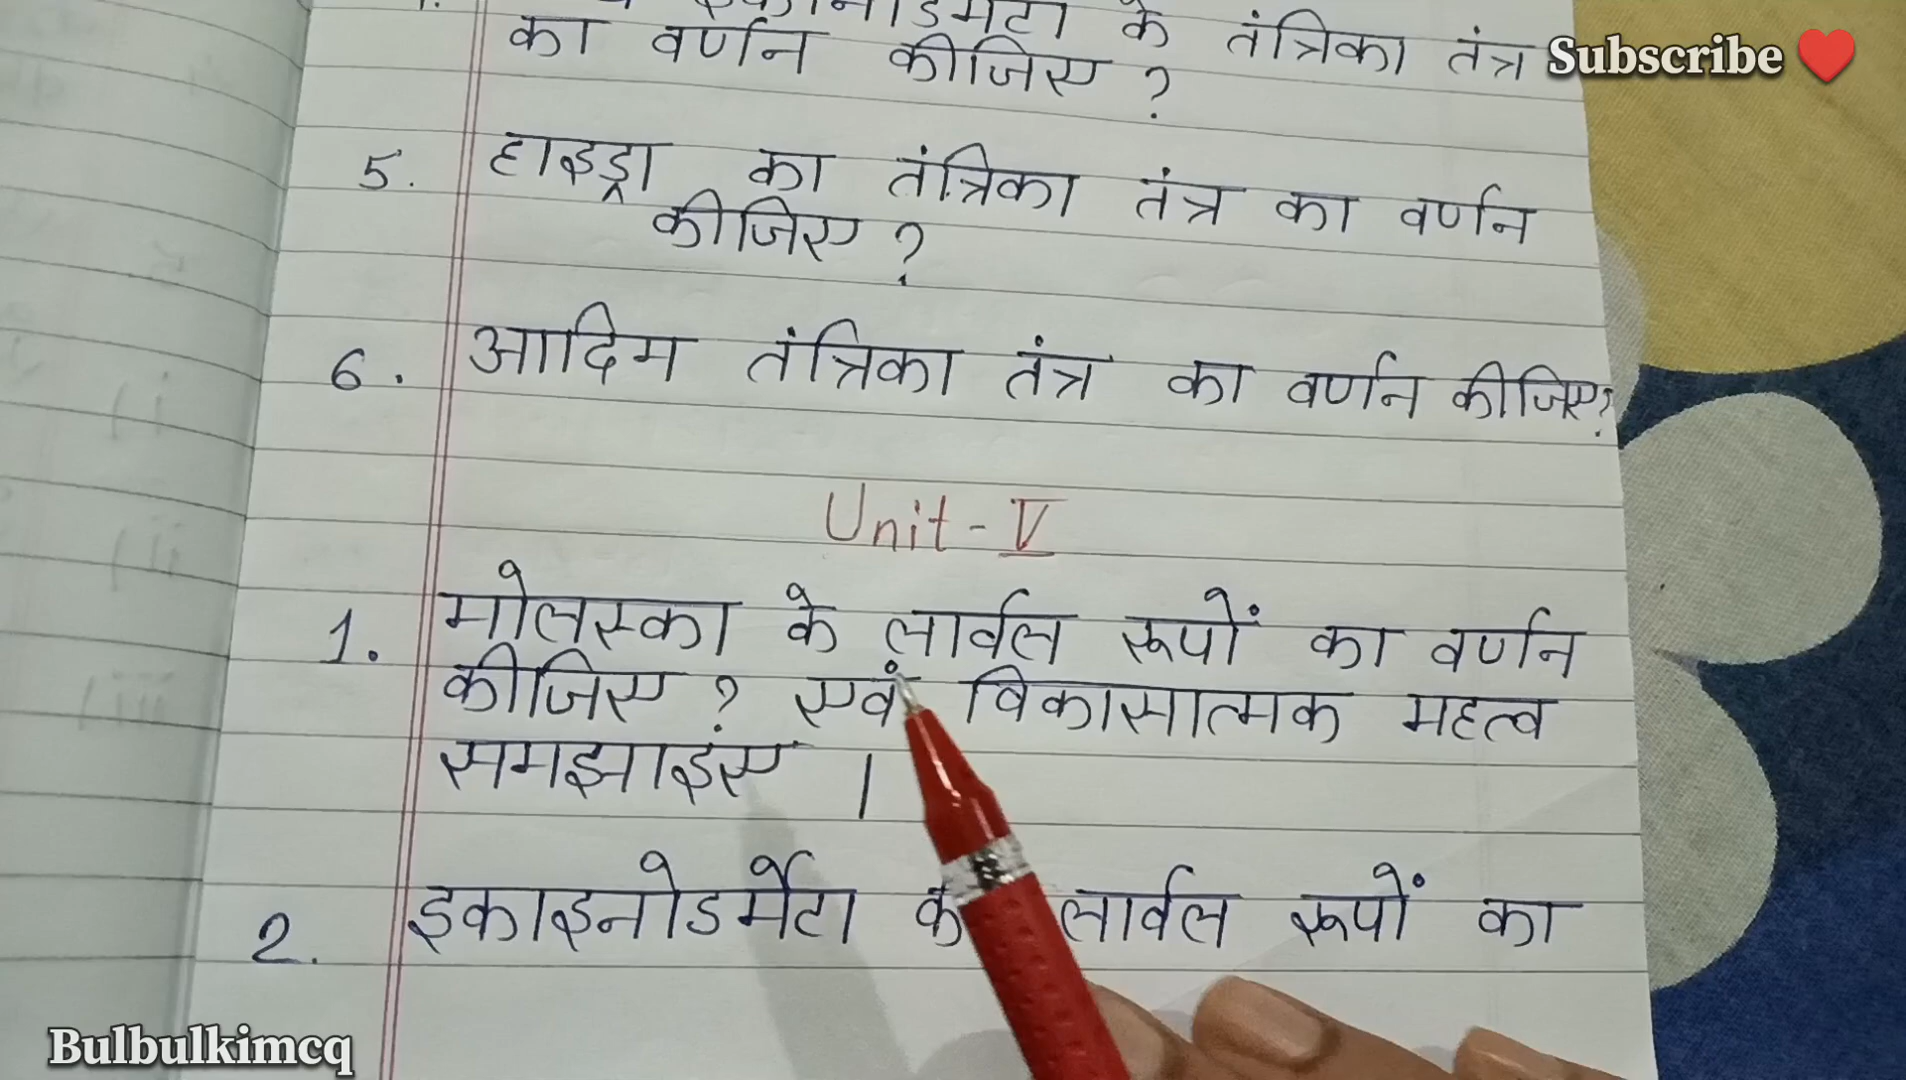 के तंत्रिका तंत्र
का वर्णन कीजिए ?
Subscribe
5. हाइड्रा का तंत्रिका तंत्र का वर्णन
कीजिए ?
6. आदिम तंत्रिका तंत्र का वर्णन कीजिए?
Unit - V
1. मोलस्का के लार्वल रूपों का वर्णन
कीजिए ? एवं विकासात्मक महत्व
समझाइंए ।
2. इकाइनोडर्मेटा के लार्वल रूपों का
Bulbulkimcq